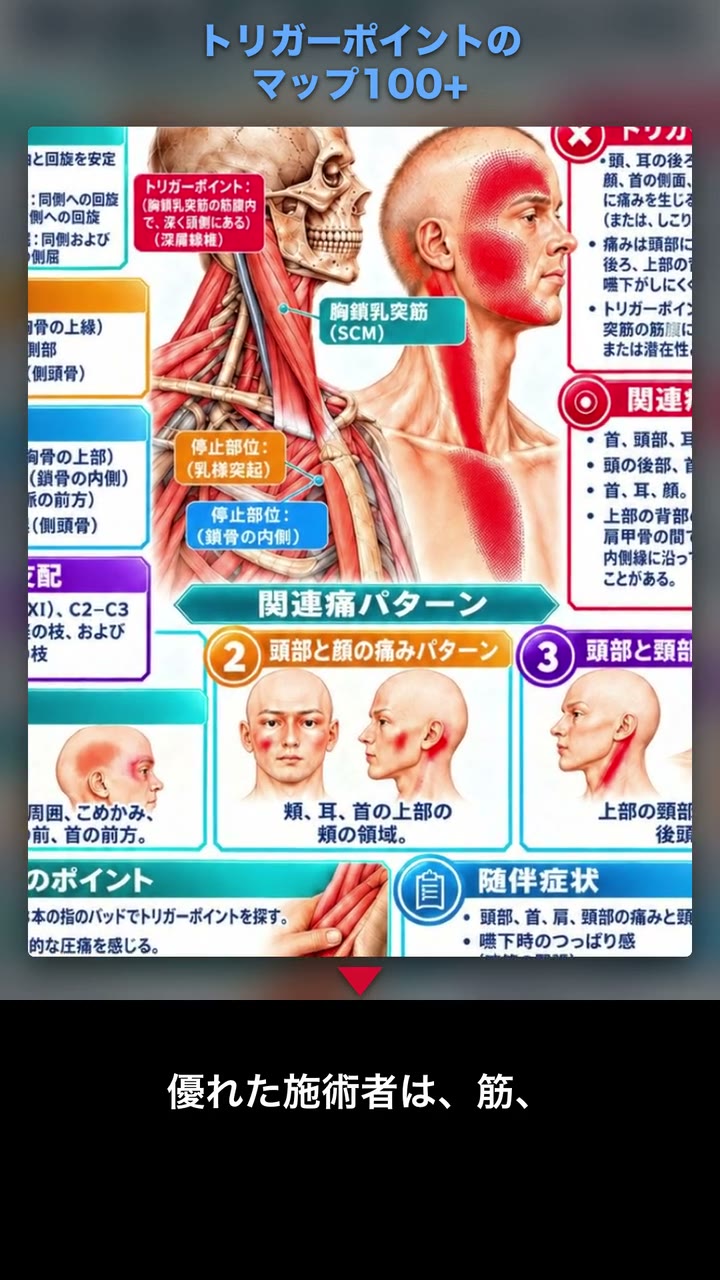 トリガーポイントの
マップ100+
と回旋を安定
：同側への回旋
側への回旋
：同側および
側屈
トリガーポイント：
（胸鎖乳突筋の筋腹内
で、深く頭側にある）
（深層線椎）
胸鎖乳突筋
（SCM）
骨の上縁）
側部
（側頭骨）
骨の上部）
（鎖骨の内側）
の前方）
（側頭骨）
停止部位：
（乳様突起）
停止部位：
（鎖骨の内側）
支配
XI）、C2-C3
の枝、および
枝
トリガ
•頭、耳の後ろ
顔、首の側面、
に痛みを生じる
（または、しこり
• 痛みは頭部に
後ろ、上部の
嚥下がしにくく
• トリガーポイン
突筋の筋腹に
または潜在性
関連
• 首、頭部、耳
• 頭の後部、首
• 首、耳、顔。
• 上部の背部
肩甲骨の間で
内側縁に沿っ
ことがある。
関連痛パターン
2 頭部と顔の痛みパターン
3 頭部と頸部
周囲、こめかみ、
前、首の前方。
頬、耳、首の上部の
頬の領域。
上部の頸部
後頭
のポイント
本の指のパッドでトリガーポイントを探す。
的な圧痛を感じる。
随伴症状
• 頭部、首、肩、頸部の痛みと
• 嚥下時のつっぱり感
優れた施術者は、筋、